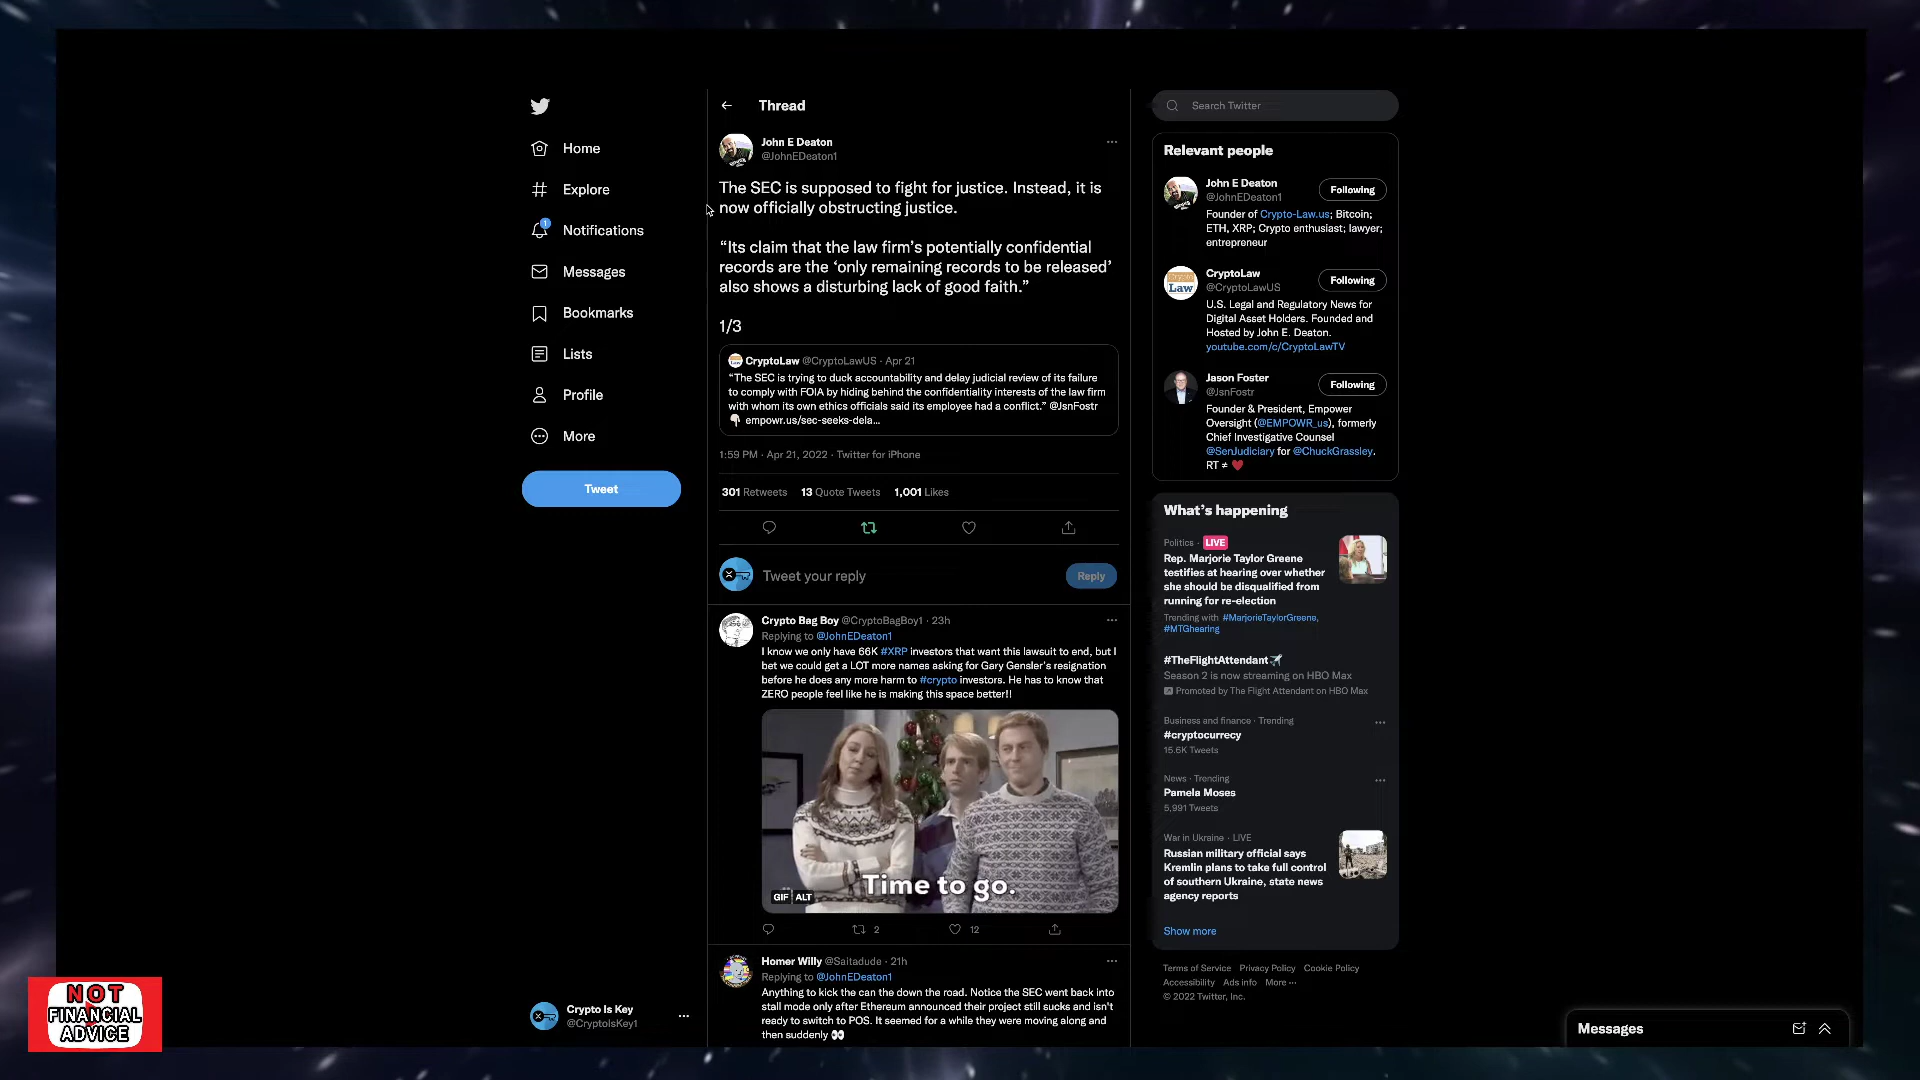 Home
Explore
1
Notifications
Messages
Bookmarks
Lists
Profile
More
Tweet
Crypto Is Key
@CryptoIsKey1
NOT
FINANCIAL
ADVICE
Thread
John E Deaton
@JohnEDeaton1
The SEC is supposed to fight for justice. Instead, it is
now officially obstructing justice.
“Its claim that the law firm’s potentially confidential
records are the ‘only remaining records to be released’
also shows a disturbing lack of good faith.”
1/3
CryptoLaw @CryptoLawUS · Apr 21
“The SEC is trying to duck accountability and delay judicial review of its failure
to comply with FOIA by hiding behind the confidentiality interests of the law firm
with whom its own ethics officials said its employee had a conflict.” @JsnFostr
👇 empowr.us/sec-seeks-dela...
1:59 PM · Apr 21, 2022 · Twitter for iPhone
301 Retweets 13 Quote Tweets 1,001 Likes
Tweet your reply
Reply
Crypto Bag Boy @CryptoBagBoy1 · 23h
Replying to @JohnEDeaton1
I know we only have 66K #XRP investors that want this lawsuit to end, but I
bet we could get a LOT more names asking for Gary Gensler's resignation
before he does any more harm to #crypto investors. He has to know that
ZERO people feel like he is making this space better!!
Time to go.
GIF ALT
2 12
Homer Willy @Saitadude · 21h
Replying to @JohnEDeaton1
Anything to kick the can the down the road. Notice the SEC went back into
stall mode only after Ethereum announced their project still sucks and isn't
ready to switch to POS. It seemed for a while they were moving along and
then suddenly 👀
Search Twitter
Relevant people
John E Deaton
@JohnEDeaton1
Following
Founder of Crypto-Law.us; Bitcoin;
ETH, XRP; Crypto enthusiast; lawyer;
entrepreneur
Law
CryptoLaw
@CryptoLawUS
Following
U.S. Legal and Regulatory News for
Digital Asset Holders. Founded and
Hosted by John E. Deaton.
youtube.com/c/CryptoLawTV
Jason Foster
@JsnFostr
Following
Founder & President, Empower
Oversight (@EMPOWR_us), formerly
Chief Investigative Counsel
@SenJudiciary for @ChuckGrassley.
RT ≠ ♥
What’s happening
Politics · LIVE
Rep. Marjorie Taylor Greene
testifies at hearing over whether
she should be disqualified from
running for re-election
Trending with #MarjorieTaylorGreene,
#MTGhearing
#TheFlightAttendant✈
Season 2 is now streaming on HBO Max
Promoted by The Flight Attendant on HBO Max
Business and finance · Trending
#cryptocurrecy
15.6K Tweets
News · Trending
Pamela Moses
5,991 Tweets
War in Ukraine · LIVE
Russian military official says
Kremlin plans to take full control
of southern Ukraine, state news
agency reports
Show more
Terms of Service Privacy Policy Cookie Policy
Accessibility Ads info More ···
© 2022 Twitter, Inc.
Messages